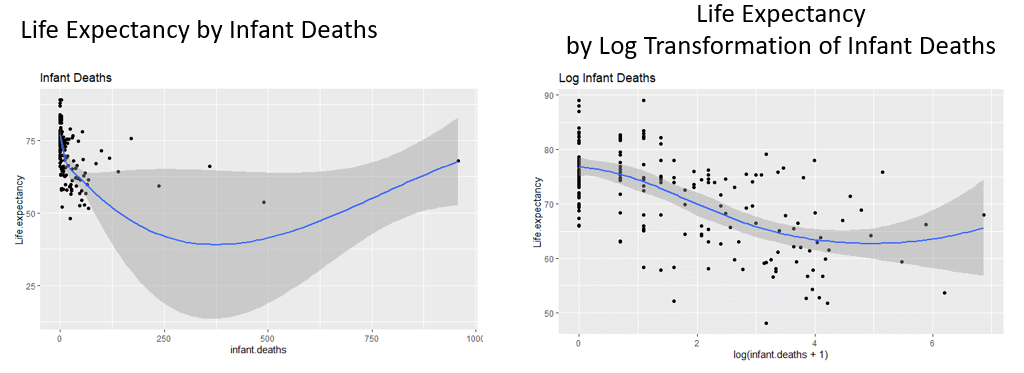 Life Expectancy by Infant Deaths
Infant Deaths
75
50
25
Life expectancy
0
250
500
750
1000
infant.deaths
Life Expectancy
by Log Transformation of Infant Deaths
Log Infant Deaths
90
80
70
60
50
Life expectancy
0
2
4
6
log(infant.deaths + 1)